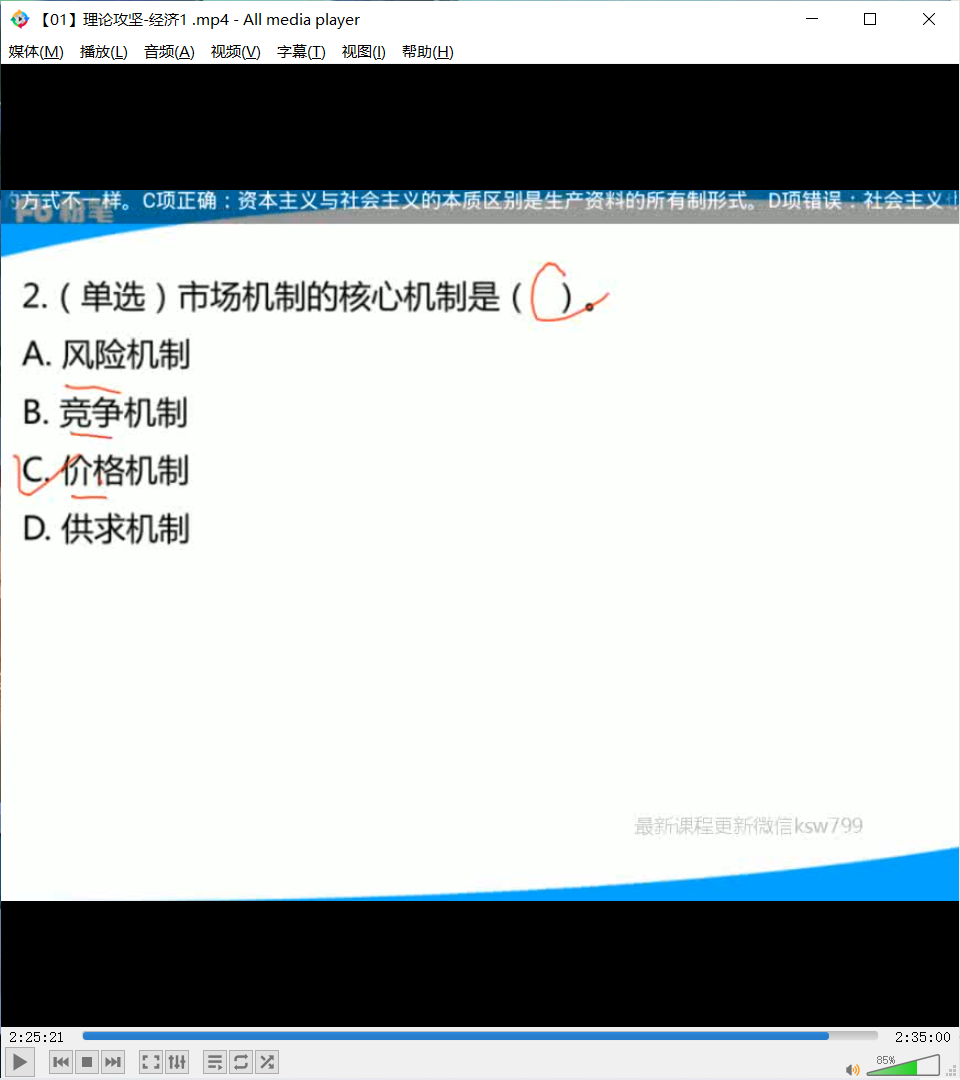 【01】理论攻坚-经济1 .mp4 - All media player
媒体(M) 播放(L) 音频(A) 视频(V) 字幕(T) 视图(I) 帮助(H)
方式不一样。C项正确：资本主义与社会主义的本质区别是生产资料的所有制形式。D项错误：社会主义
粉笔
2.（单选）市场机制的核心机制是（ ）。
A. 风险机制
B. 竞争机制
C. 价格机制
D. 供求机制
最新课程更新微信ksw799
2:25:21 2:35:00
85%